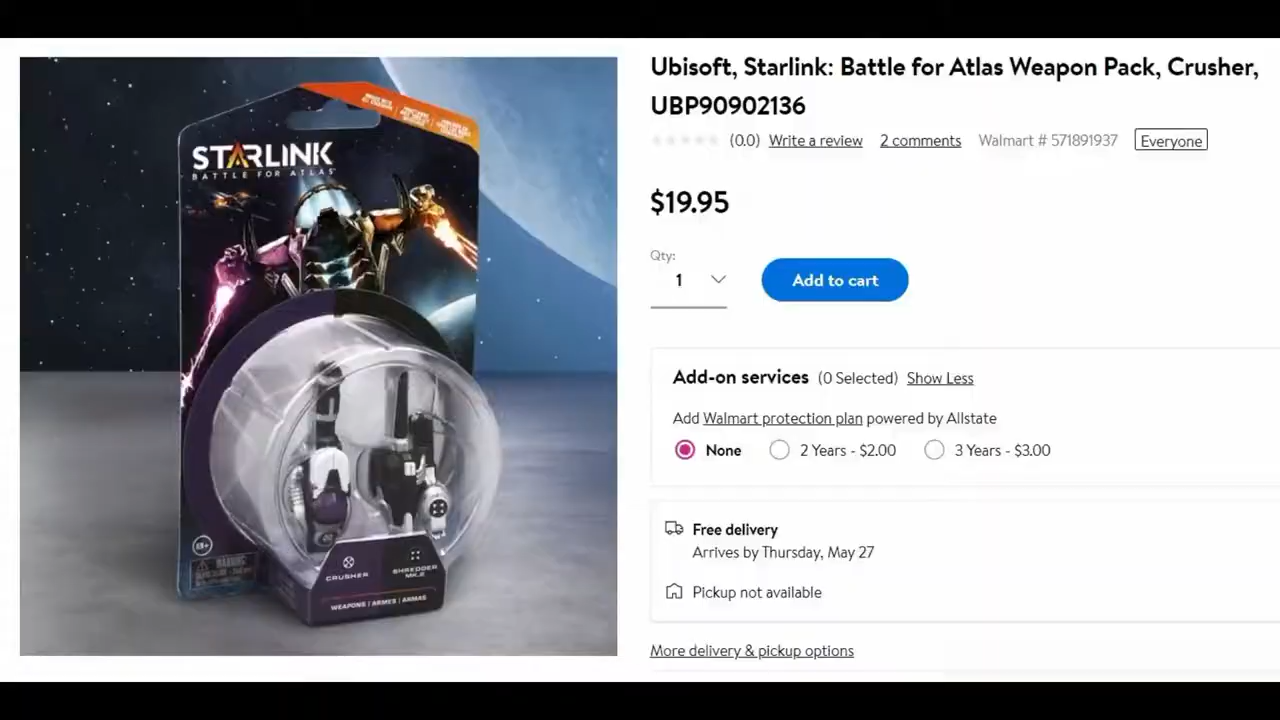 Ubisoft, Starlink: Battle for Atlas Weapon Pack, Crusher,
UBP90902136
(0.0) Write a review 2 comments Walmart # 571891937 Everyone
$19.95
Qty:
1
Add to cart
Add-on services (0 Selected) Show Less
Add Walmart protection plan powered by Allstate
None 2 Years - $2.00 3 Years - $3.00
Free delivery
Arrives by Thursday, May 27
Pickup not available
More delivery & pickup options
STARLINK
BATTLE FOR ATLAS
WARNING
CRUSHER
SHREDDER
MK.2
WEAPONS | ARMES | ARMAS